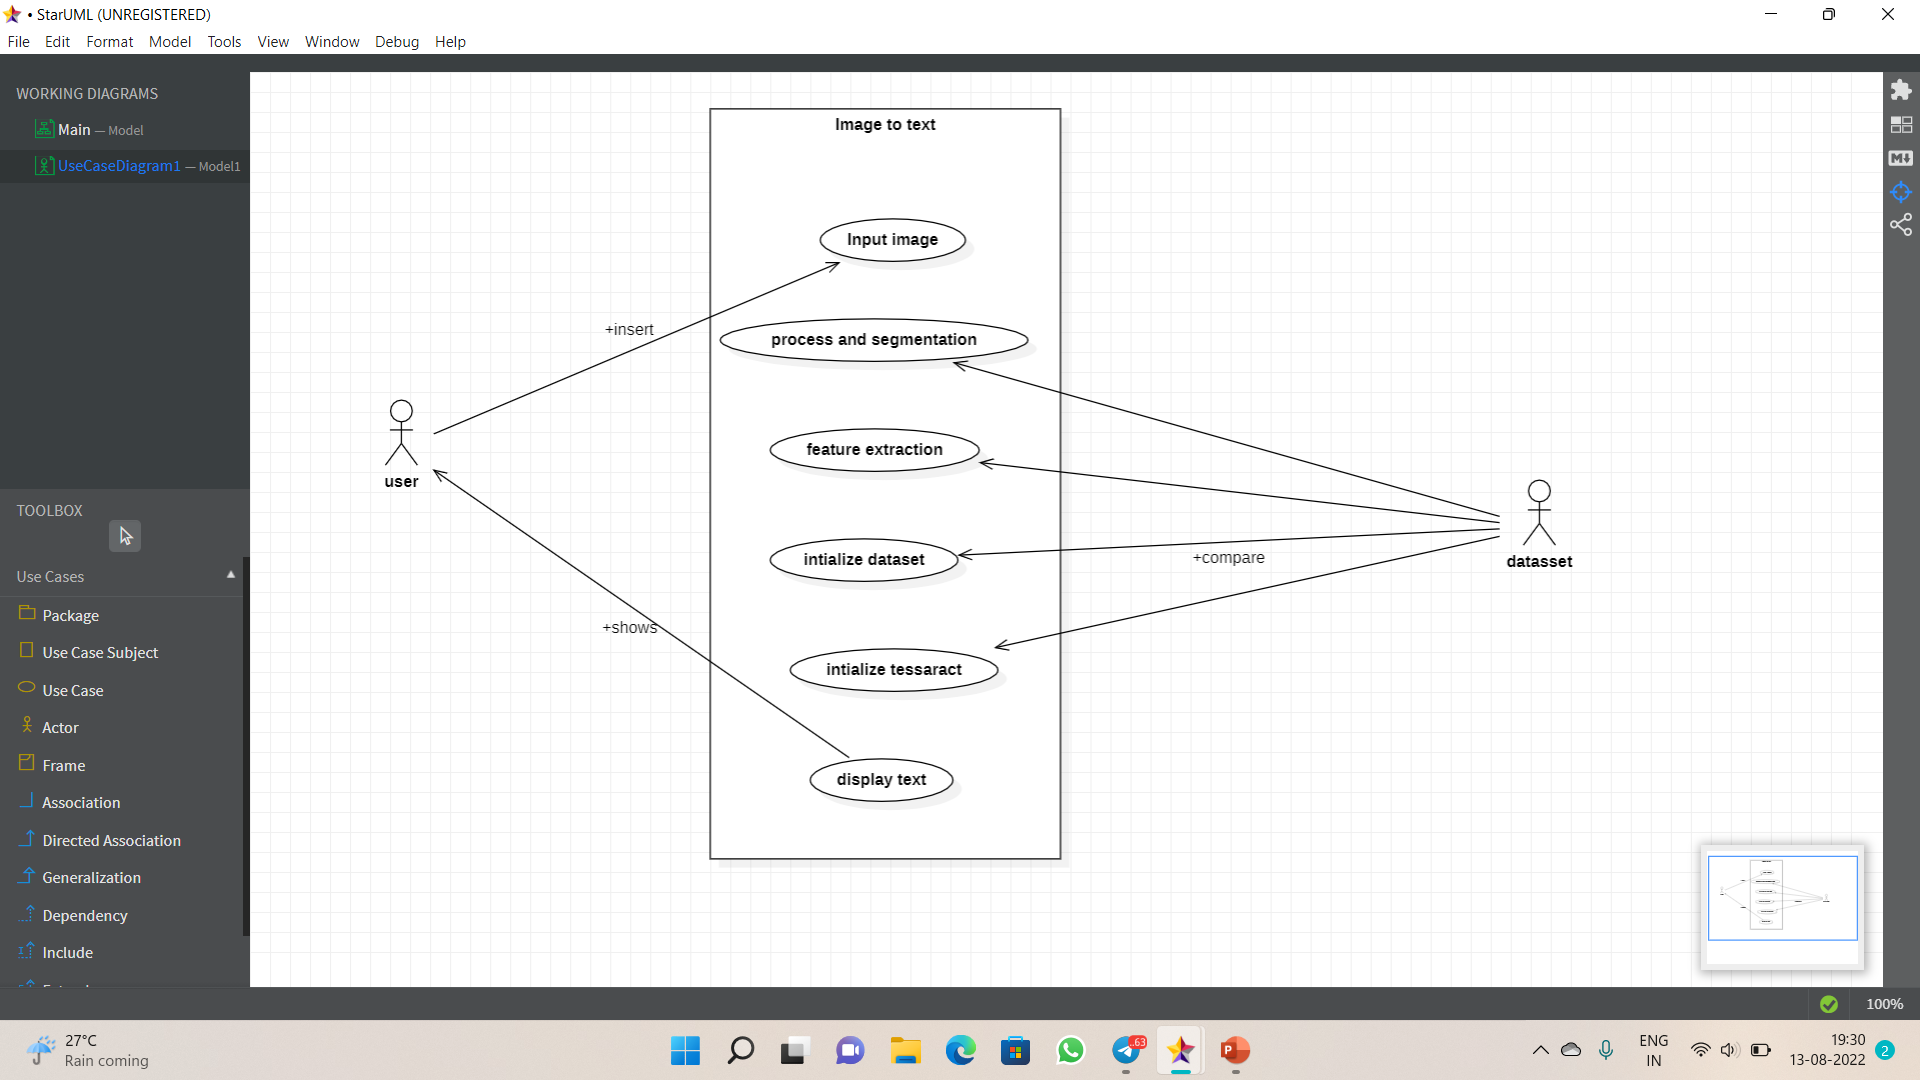 • StarUML (UNREGISTERED)
File Edit Format Model Tools View Window Debug Help
WORKING DIAGRAMS
Main — Model
UseCaseDiagram1 — Model1
TOOLBOX
Use Cases
Package
Use Case Subject
Use Case
Actor
Frame
Association
Directed Association
Generalization
Dependency
Include
Image to text
Input image
+insert
process and segmentation
user
feature extraction
intialize dataset
+compare
datasset
+shows
intialize tessaract
display text
100%
27°C
Rain coming
63
ENG
IN
19:30
13-08-2022
2